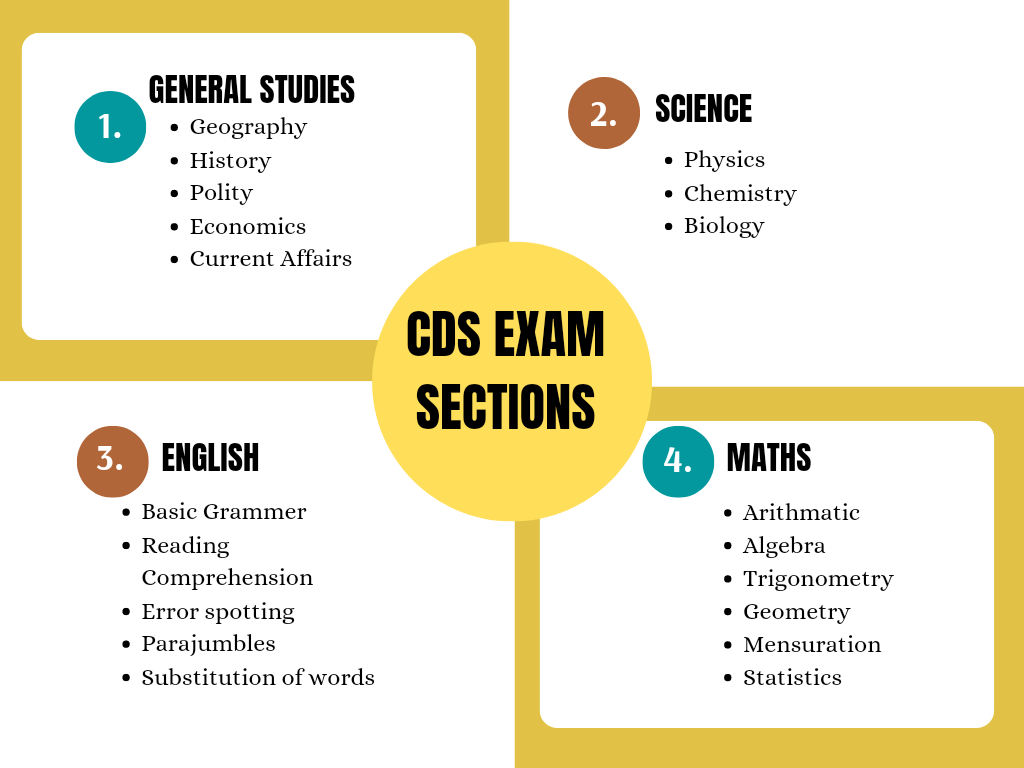 1.
GENERAL STUDIES
Geography
History
Polity
Economics
Current Affairs
2.
SCIENCE
Physics
Chemistry
Biology
CDS EXAM
SECTIONS
3.
ENGLISH
Basic Grammer
Reading
Comprehension
Error spotting
Parajumbles
Substitution of words
4.
MATHS
Arithmatic
Algebra
Trigonometry
Geometry
Mensuration
Statistics